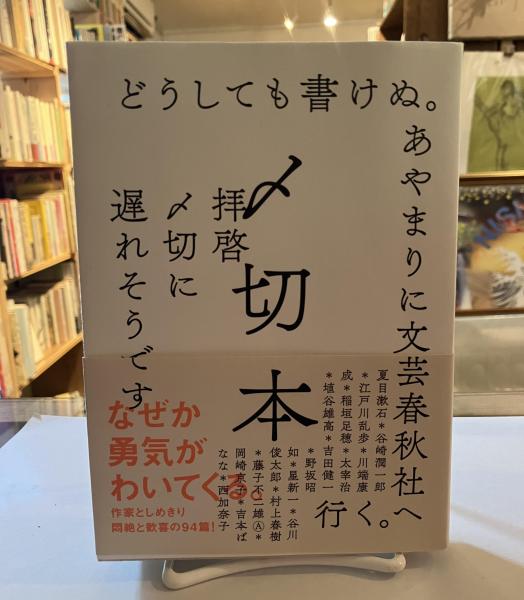 どうしても書けぬ。
あやまりに文芸春秋社へ
行く。
〆切本
拝啓
〆切に
遅れそうです
夏目漱石*谷崎潤一郎
*江戸川乱歩*川端康
成*稲垣足穂*太宰治
*埴谷雄高*吉田健一
*野坂昭
如*星新一*谷川
俊太郎*村上春樹
*藤子不二雄Ⓐ*
岡崎京子*吉本ば
なな*西加奈子
なぜか
勇気が
わいてくる。
作家としめきり
悶絶と歓喜の94篇!